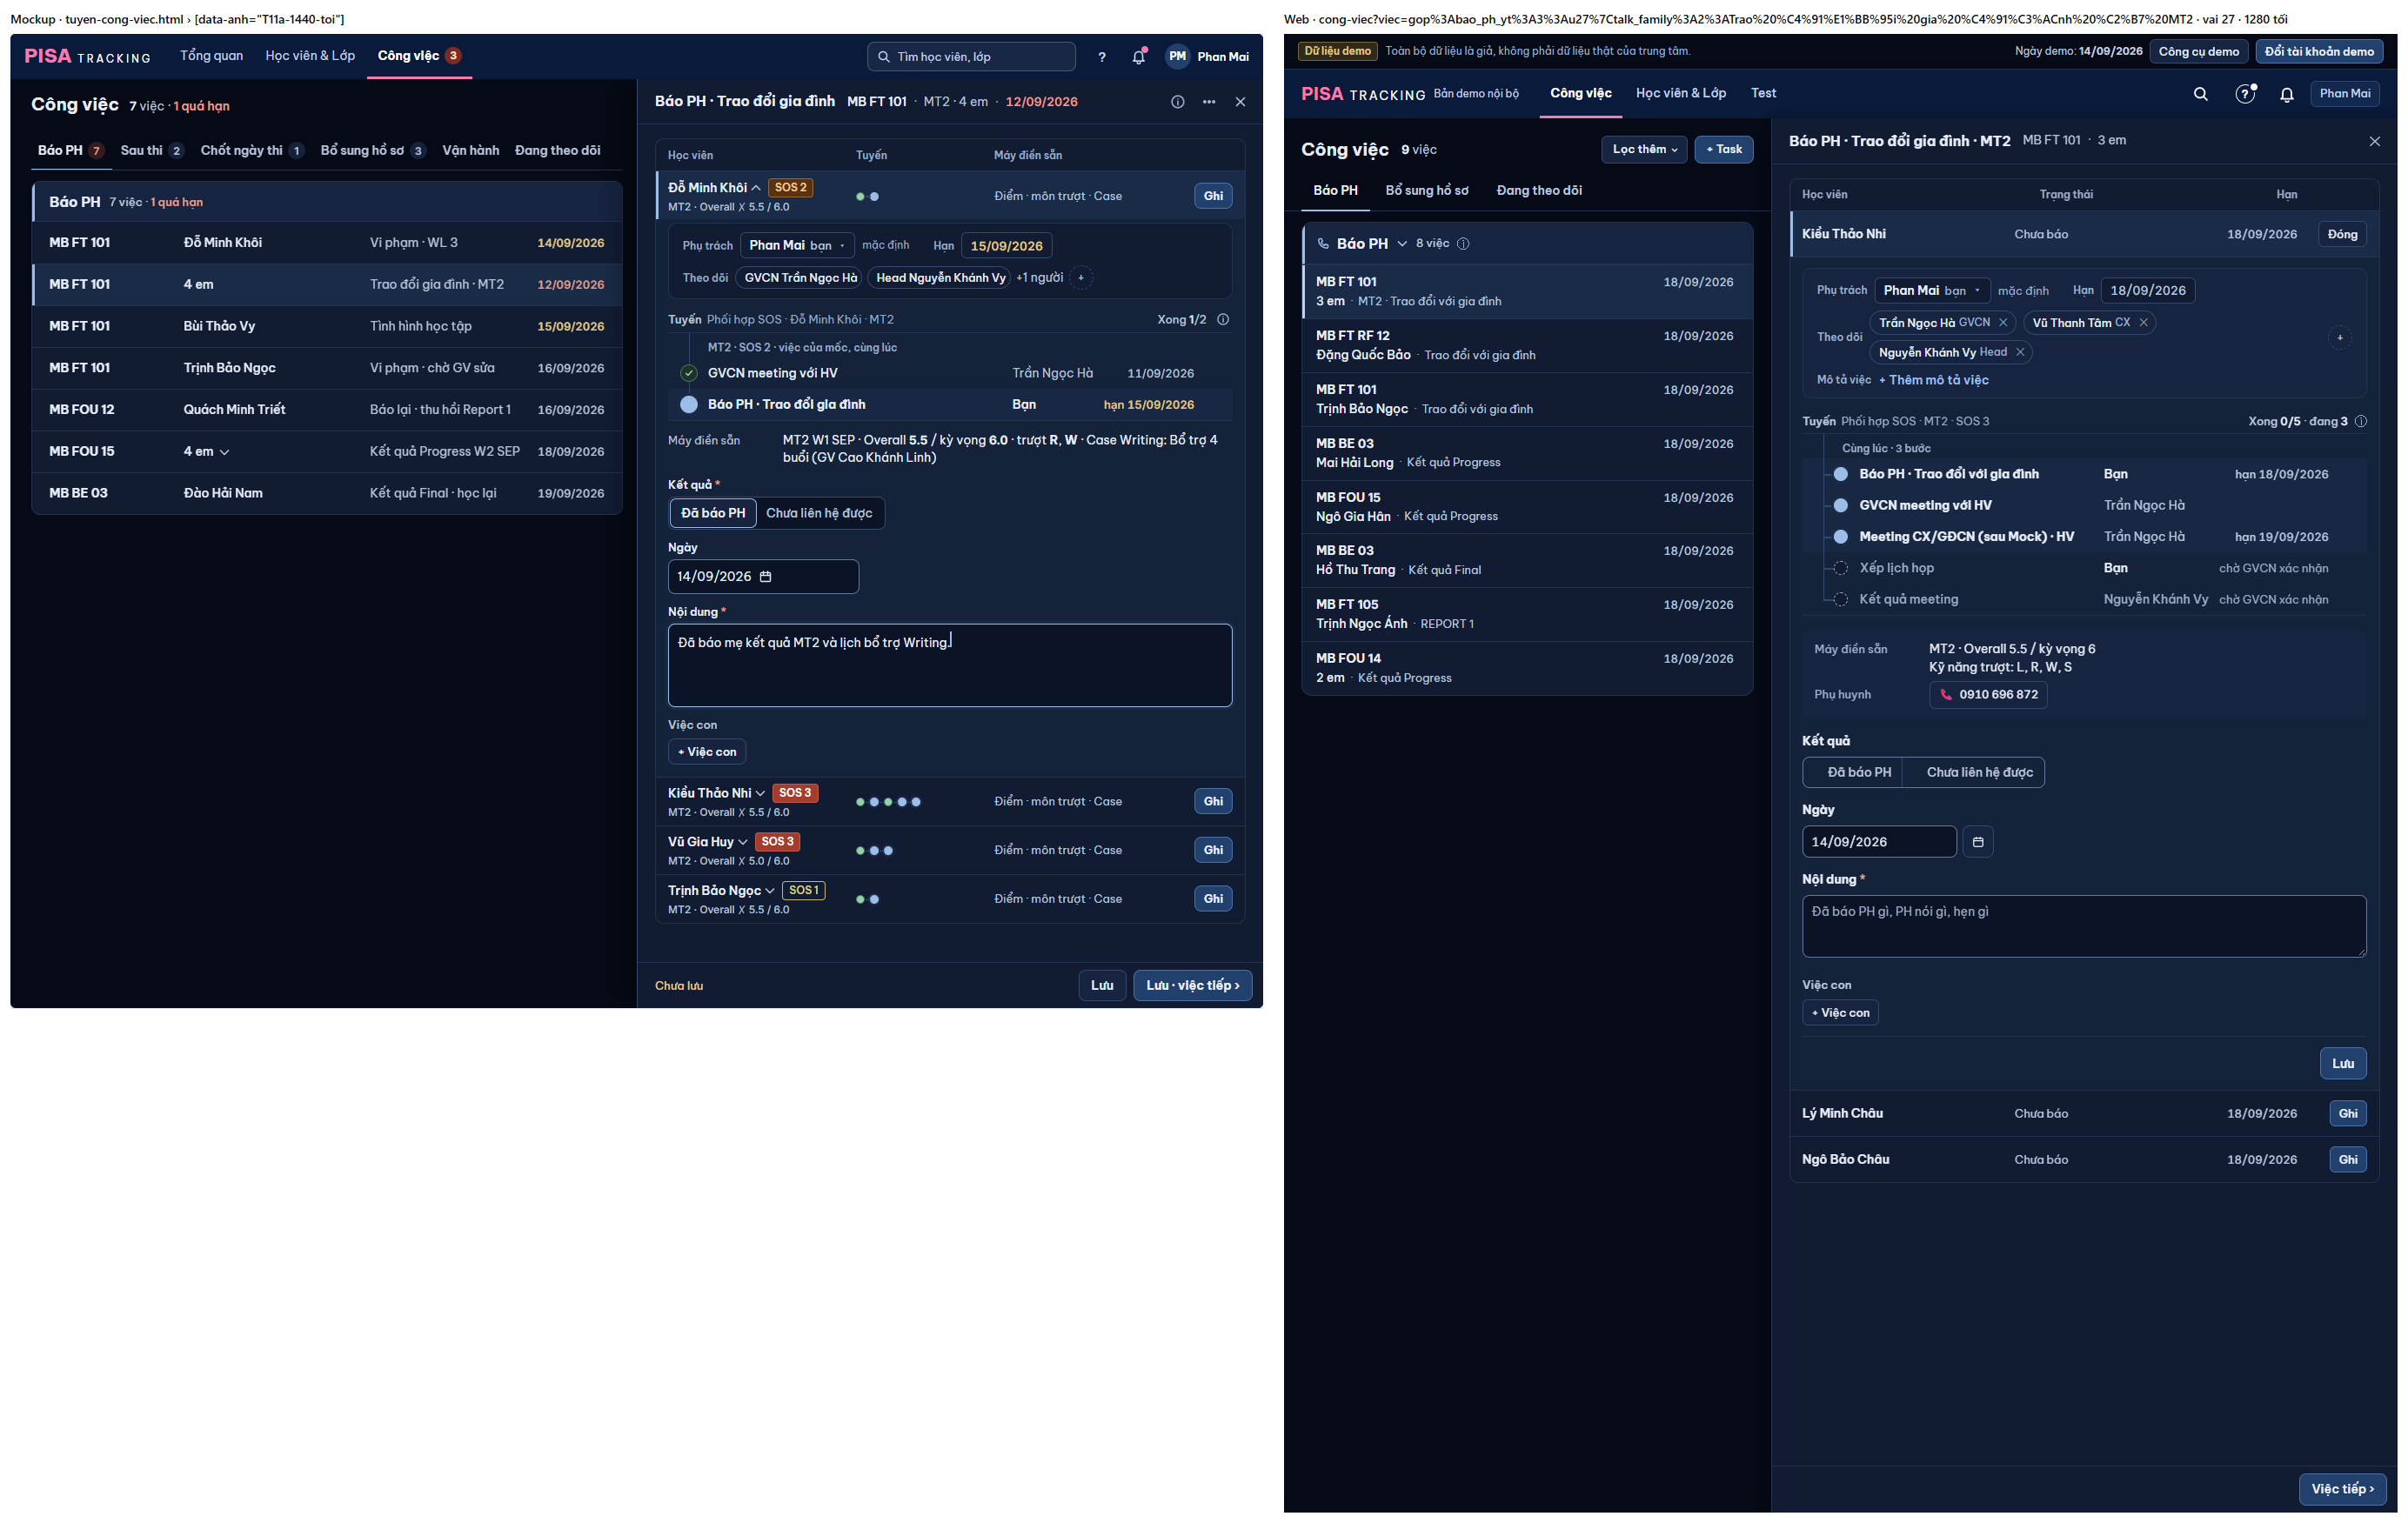 Mockup · tuyen-cong-viec.html › [data-anh="T11a-1440-toi"]
PISA TRACKING Tổng quan Học viên & Lớp Công việc 3 Tìm học viên, lớp ? PM Phan Mai
Công việc 7 việc · 1 quá hạn
Báo PH 7 Sau thi 2 Chốt ngày thi 1 Bổ sung hồ sơ 3 Vận hành Đang theo dõi
Báo PH 7 việc · 1 quá hạn
MB FT 101 Đỗ Minh Khôi Vi phạm · WL 3 14/09/2026
MB FT 101 4 em Trao đổi gia đình · MT2 12/09/2026
MB FT 101 Bùi Thảo Vy Tình hình học tập 15/09/2026
MB FT 101 Trịnh Bảo Ngọc Vi phạm · chờ GV sửa 16/09/2026
MB FOU 12 Quách Minh Triết Báo lại · thu hồi Report 1 16/09/2026
MB FOU 15 4 em Kết quả Progress W2 SEP 18/09/2026
MB BE 03 Đào Hải Nam Kết quả Final · học lại 19/09/2026
Báo PH · Trao đổi gia đình MB FT 101 · MT2 · 4 em · 12/09/2026
Học viên Tuyến Máy điền sẵn
Đỗ Minh Khôi SOS 2
MT2 · Overall ✗ 5.5 / 6.0
Điểm · môn trượt · Case Ghi
Phụ trách Phan Mai bạn mặc định Hạn 15/09/2026
Theo dõi GVCN Trần Ngọc Hà Head Nguyễn Khánh Vy +1 người +
Tuyến Phối hợp SOS · Đỗ Minh Khôi · MT2 Xong 1/2
MT2 · SOS 2 · việc của mốc, cùng lúc
GVCN meeting với HV Trần Ngọc Hà 11/09/2026
Báo PH · Trao đổi gia đình Bạn hạn 15/09/2026
Máy điền sẵn MT2 W1 SEP · Overall 5.5 / kỳ vọng 6.0 · trượt R, W · Case Writing: Bổ trợ 4
buổi (GV Cao Khánh Linh)
Kết quả *
Đã báo PH Chưa liên hệ được
Ngày
14/09/2026
Nội dung *
Đã báo mẹ kết quả MT2 và lịch bổ trợ Writing.
Việc con
+ Việc con
Kiều Thảo Nhi SOS 3
MT2 · Overall ✗ 5.5 / 6.0
Điểm · môn trượt · Case Ghi
Vũ Gia Huy SOS 3
MT2 · Overall ✗ 5.0 / 6.0
Điểm · môn trượt · Case Ghi
Trịnh Bảo Ngọc SOS 1
MT2 · Overall ✗ 5.5 / 6.0
Điểm · môn trượt · Case Ghi
Chưa lưu Lưu Lưu · việc tiếp ›
Web · cong-viec?viec=gop%3Abao_ph_yt%3A3%3Au27%7Ctalk_family%3A2%3ATrao%20%C4%91%E1%BB%95i%20gia%20%C4%91%C3%ACnh%20%C2%B7%20MT2 · vai 27 · 1280 tối
Dữ liệu demo Toàn bộ dữ liệu là giả, không phải dữ liệu thật của trung tâm. Ngày demo: 14/09/2026 Công cụ demo Đổi tài khoản demo
PISA TRACKING Bản demo nội bộ Công việc Học viên & Lớp Test ? Phan Mai
Công việc 9 việc Lọc thêm + Task
Báo PH Bổ sung hồ sơ Đang theo dõi
Báo PH 8 việc
MB FT 101 18/09/2026
3 em · MT2 · Trao đổi với gia đình
MB FT RF 12 18/09/2026
Đặng Quốc Bảo · Trao đổi với gia đình
MB FT 101 18/09/2026
Trịnh Bảo Ngọc · Trao đổi với gia đình
MB BE 03 18/09/2026
Mai Hải Long · Kết quả Progress
MB FOU 15 18/09/2026
Ngô Gia Hân · Kết quả Progress
MB BE 03 18/09/2026
Hồ Thu Trang · Kết quả Final
MB FT 105 18/09/2026
Trịnh Ngọc Ánh · REPORT 1
MB FOU 14 18/09/2026
2 em · Kết quả Progress
Báo PH · Trao đổi gia đình · MT2 MB FT 101 · 3 em
Học viên Trạng thái Hạn
Kiều Thảo Nhi Chưa báo 18/09/2026 Đóng
Phụ trách Phan Mai bạn mặc định Hạn 18/09/2026
Theo dõi Trần Ngọc Hà GVCN Vũ Thanh Tâm CX
Nguyễn Khánh Vy Head +
Mô tả việc + Thêm mô tả việc
Tuyến Phối hợp SOS · MT2 · SOS 3 Xong 0/5 · đang 3
Cùng lúc · 3 bước
Báo PH · Trao đổi với gia đình Bạn hạn 18/09/2026
GVCN meeting với HV Trần Ngọc Hà
Meeting CX/GĐCN (sau Mock) · HV Trần Ngọc Hà hạn 19/09/2026
Xếp lịch họp Bạn chờ GVCN xác nhận
Kết quả meeting Nguyễn Khánh Vy chờ GVCN xác nhận
Máy điền sẵn MT2 · Overall 5.5 / kỳ vọng 6
Kỹ năng trượt: L, R, W, S
Phụ huynh 0910 696 872
Kết quả
Đã báo PH Chưa liên hệ được
Ngày
14/09/2026
Nội dung *
Đã báo PH gì, PH nói gì, hẹn gì
Việc con
+ Việc con
Lưu
Lý Minh Châu Chưa báo 18/09/2026 Ghi
Ngô Bảo Châu Chưa báo 18/09/2026 Ghi
Việc tiếp ›